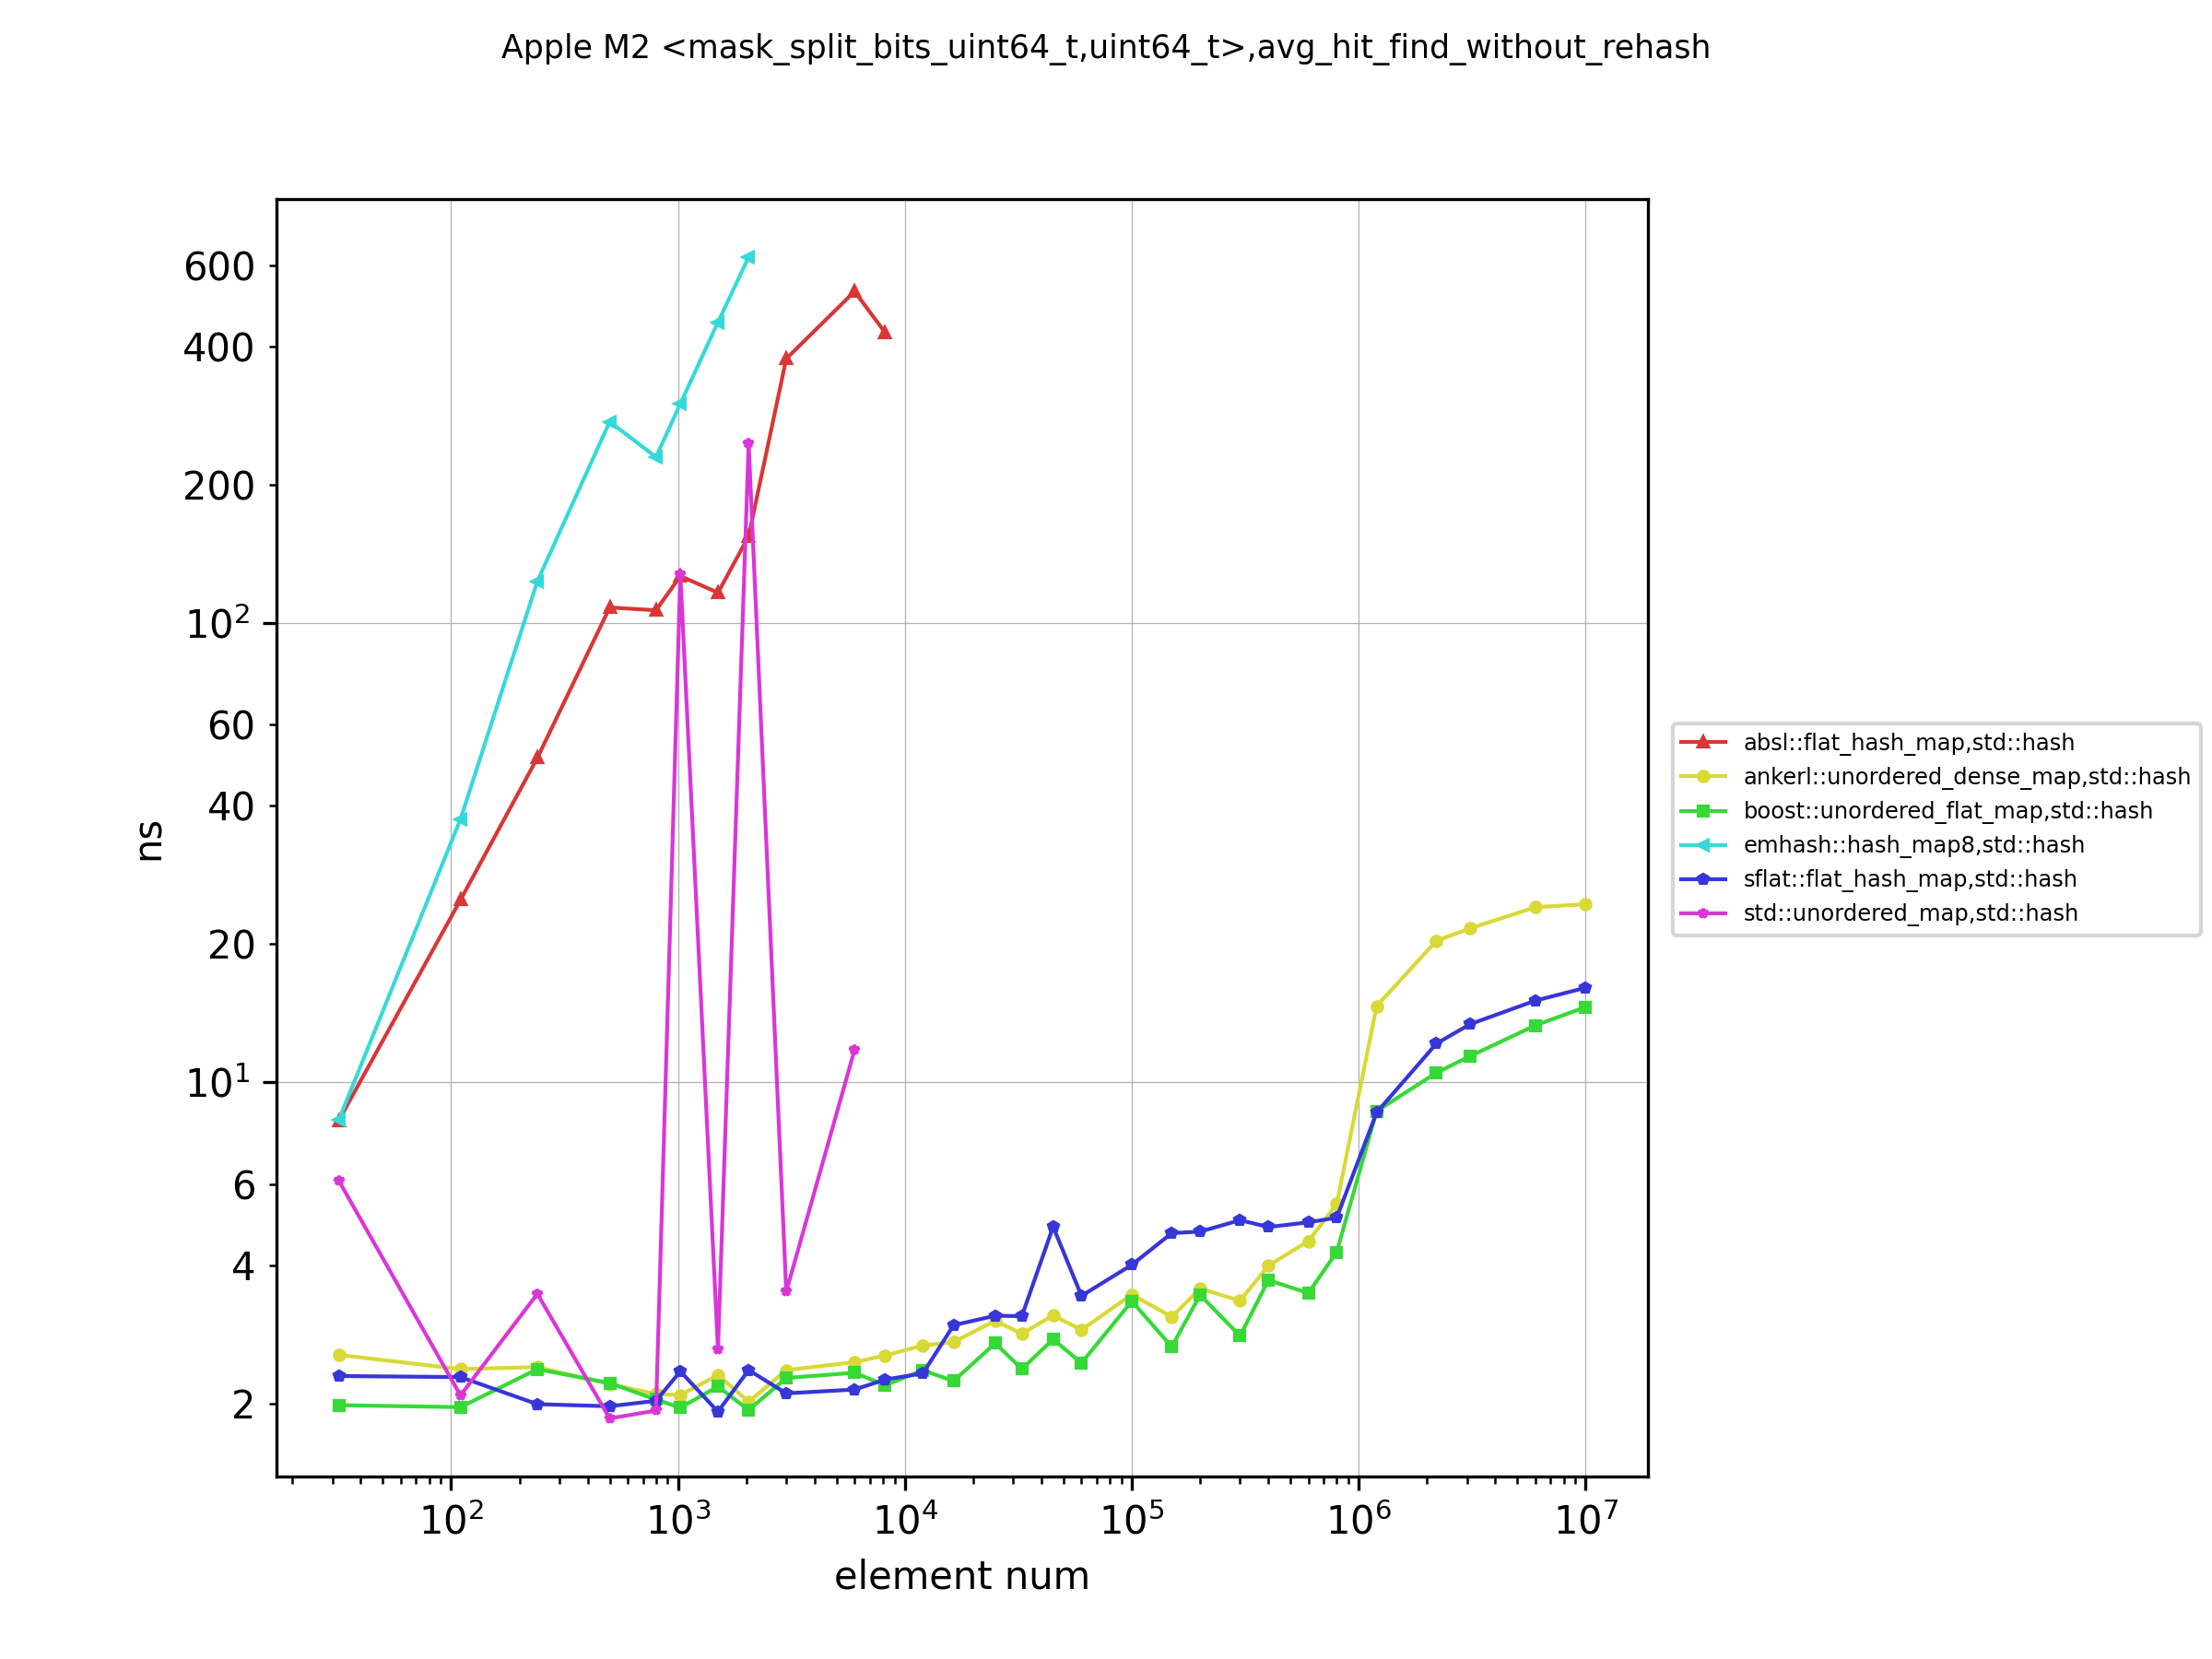 Apple M2 <mask_split_bits_uint64_t,uint64_t>,avg_hit_find_without_rehash
600
400
200
10²
60
40
20
10¹
6
4
2
ns
10² 10³ 10⁴ 10⁵ 10⁶ 10⁷
element num
absl::flat_hash_map,std::hash
ankerl::unordered_dense_map,std::hash
boost::unordered_flat_map,std::hash
emhash::hash_map8,std::hash
sflat::flat_hash_map,std::hash
std::unordered_map,std::hash